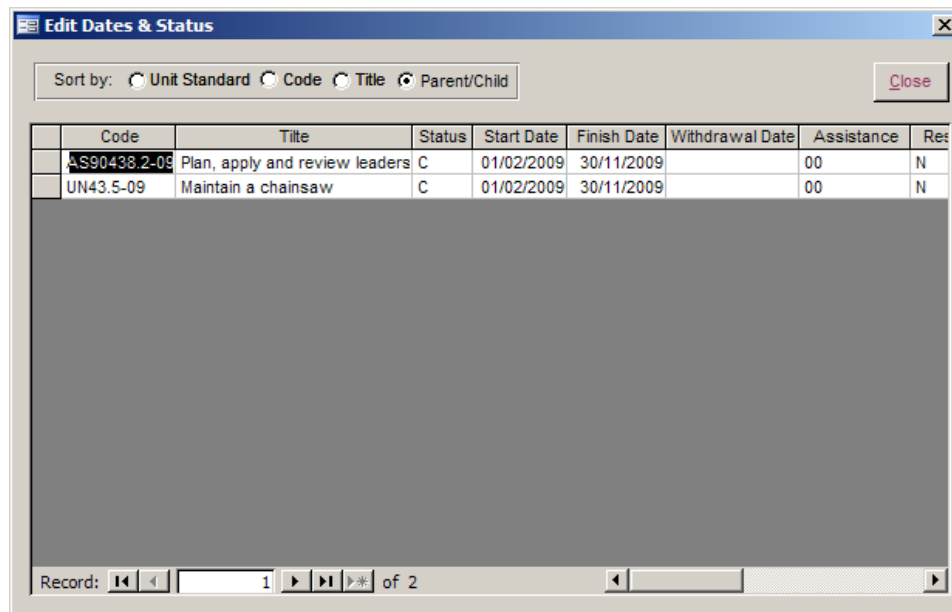 Edit Dates & Status
Sort by: Unit Standard Code Title Parent/Child Close
Code Tilte Status Start Date Finish Date Withdrawal Date Assistance Res
AS90438.2-09 Plan, apply and review leaders C 01/02/2009 30/11/2009 00 N
UN43.5-09 Maintain a chainsaw C 01/02/2009 30/11/2009 00 N
Record: 1 of 2